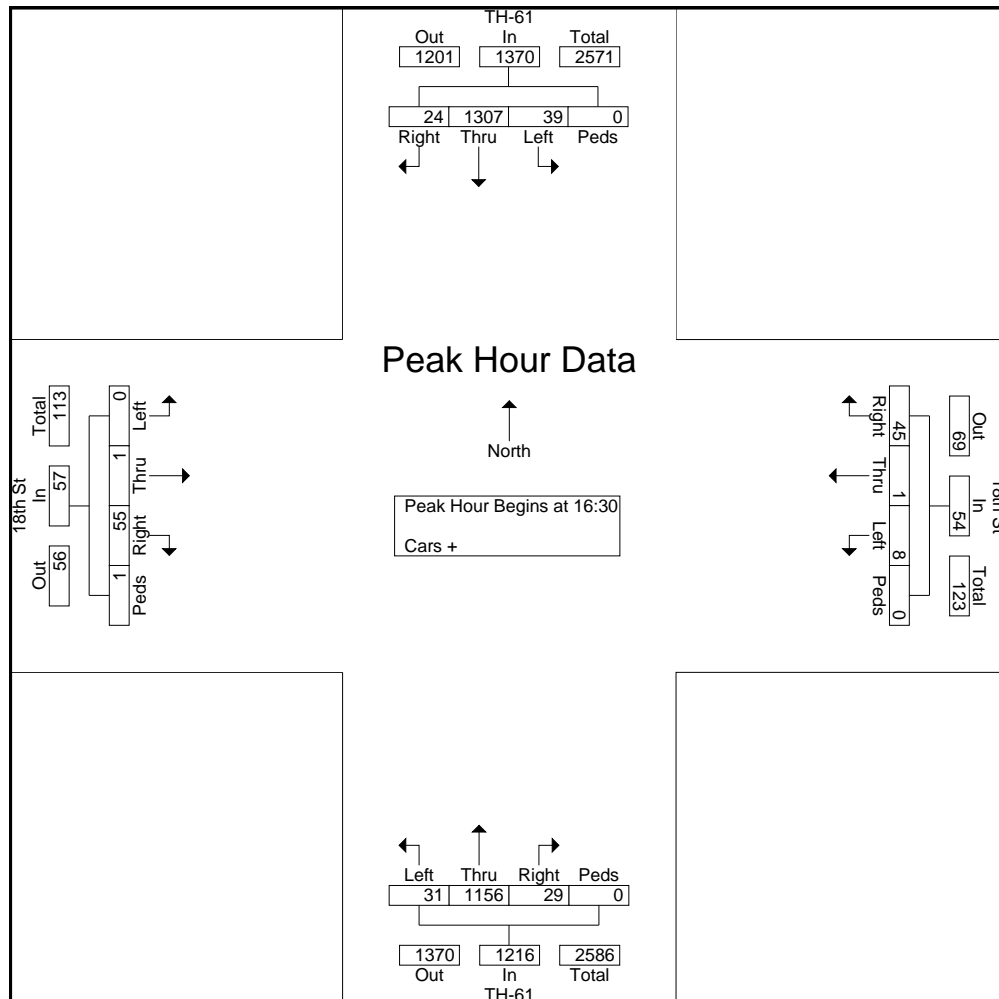 TH-61
Out In Total
1201 1370 2571
24 1307 39 0
Right Thru Left Peds
Peak Hour Data
North
Peak Hour Begins at 16:30
Cars +
18th St
Total In Out
113 57 56
0 1 55 1
Left Thru Right Peds
Right Thru Left Peds
45 1 8 0
Out In Total
69 54 123
18th St
Left Thru Right Peds
31 1156 29 0
1370 1216 2586
Out In Total
TH-61